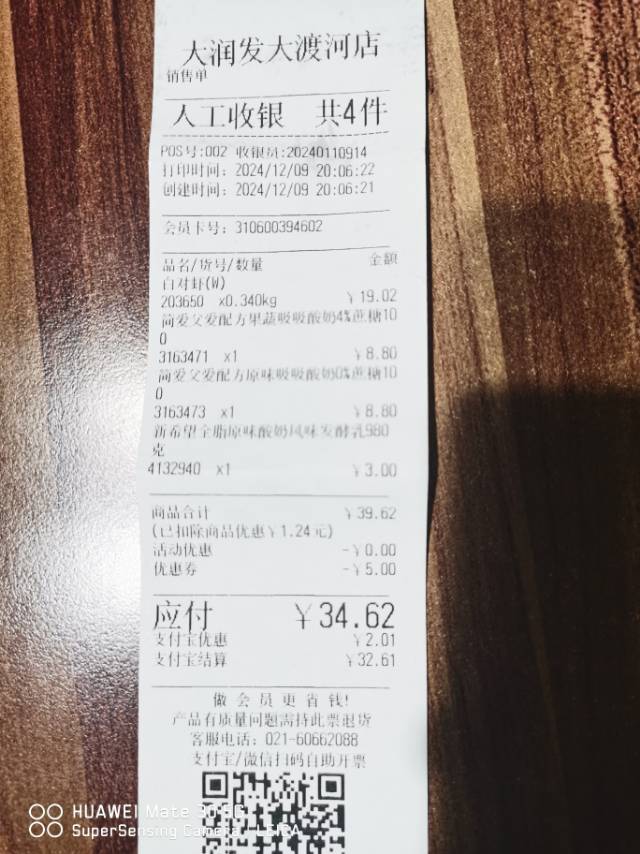 大润发大渡河店
销售单
人工收银 共4件
POS号:002 收银员:20240110914
打印时间: 2024/12/09 20:06:22
创建时间: 2024/12/09 20:06:21
会员卡号: 310600394602
品名/货号/数量 金额
白对虾(W)
203650 x0.340kg ¥19.02
简爱父爱配方果蔬吸吸酸奶4%蔗糖10
0
3163471 x1 ¥8.80
简爱父爱配方原味吸吸酸奶0%蔗糖10
0
3163473 x1 ¥8.80
新希望全脂原味酸奶风味发酵乳980
克
4132940 x1 ¥3.00
商品合计 ¥39.62
(已扣除商品优惠¥1.24元)
活动优惠 -¥0.00
优惠券 -¥5.00
应付 ¥34.62
支付宝优惠 ¥2.01
支付宝结算 ¥32.61
做会员更省钱!
产品有质量问题需持此票退货
客服电话: 021-60662088
支付宝/微信扫码自助开票
HUAWEI Mate 30 5G
SuperSensing Camera | LEICA